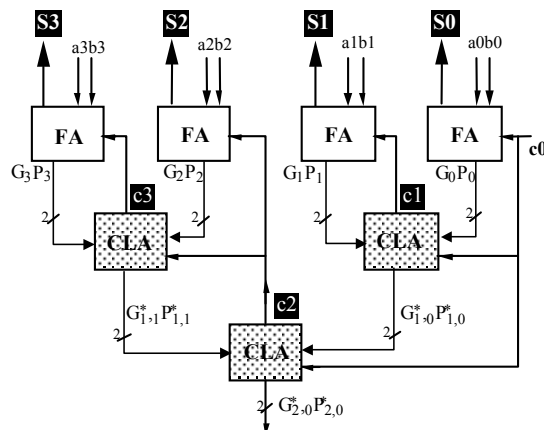 S3 S2 S1 S0
a3b3 a2b2 a1b1 a0b0
FA FA FA FA
c0
G3P3 G2P2 G1P1 G0P0
c3 c1
2 2 2 2
CLA CLA
c2
G*1,1P*1,1 G*1,0P*1,0
2 2
CLA
2 G*2,0P*2,0